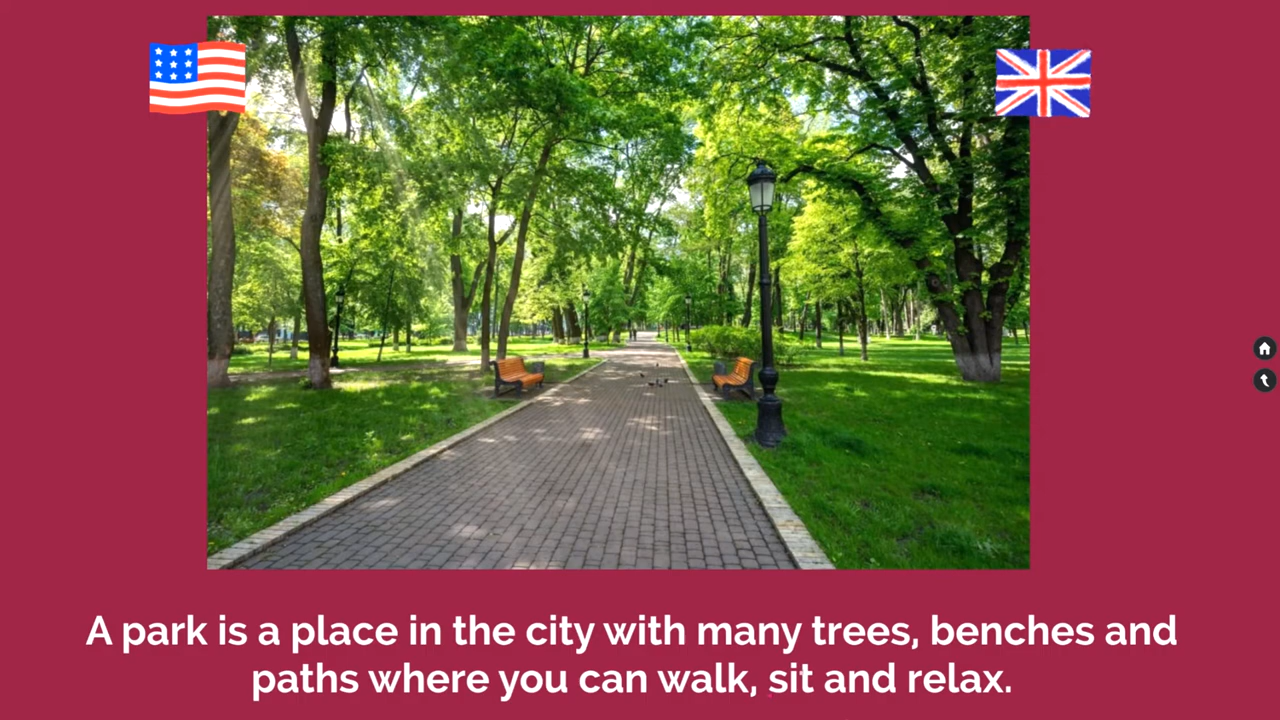 A park is a place in the city with many trees, benches and
paths where you can walk, sit and relax.